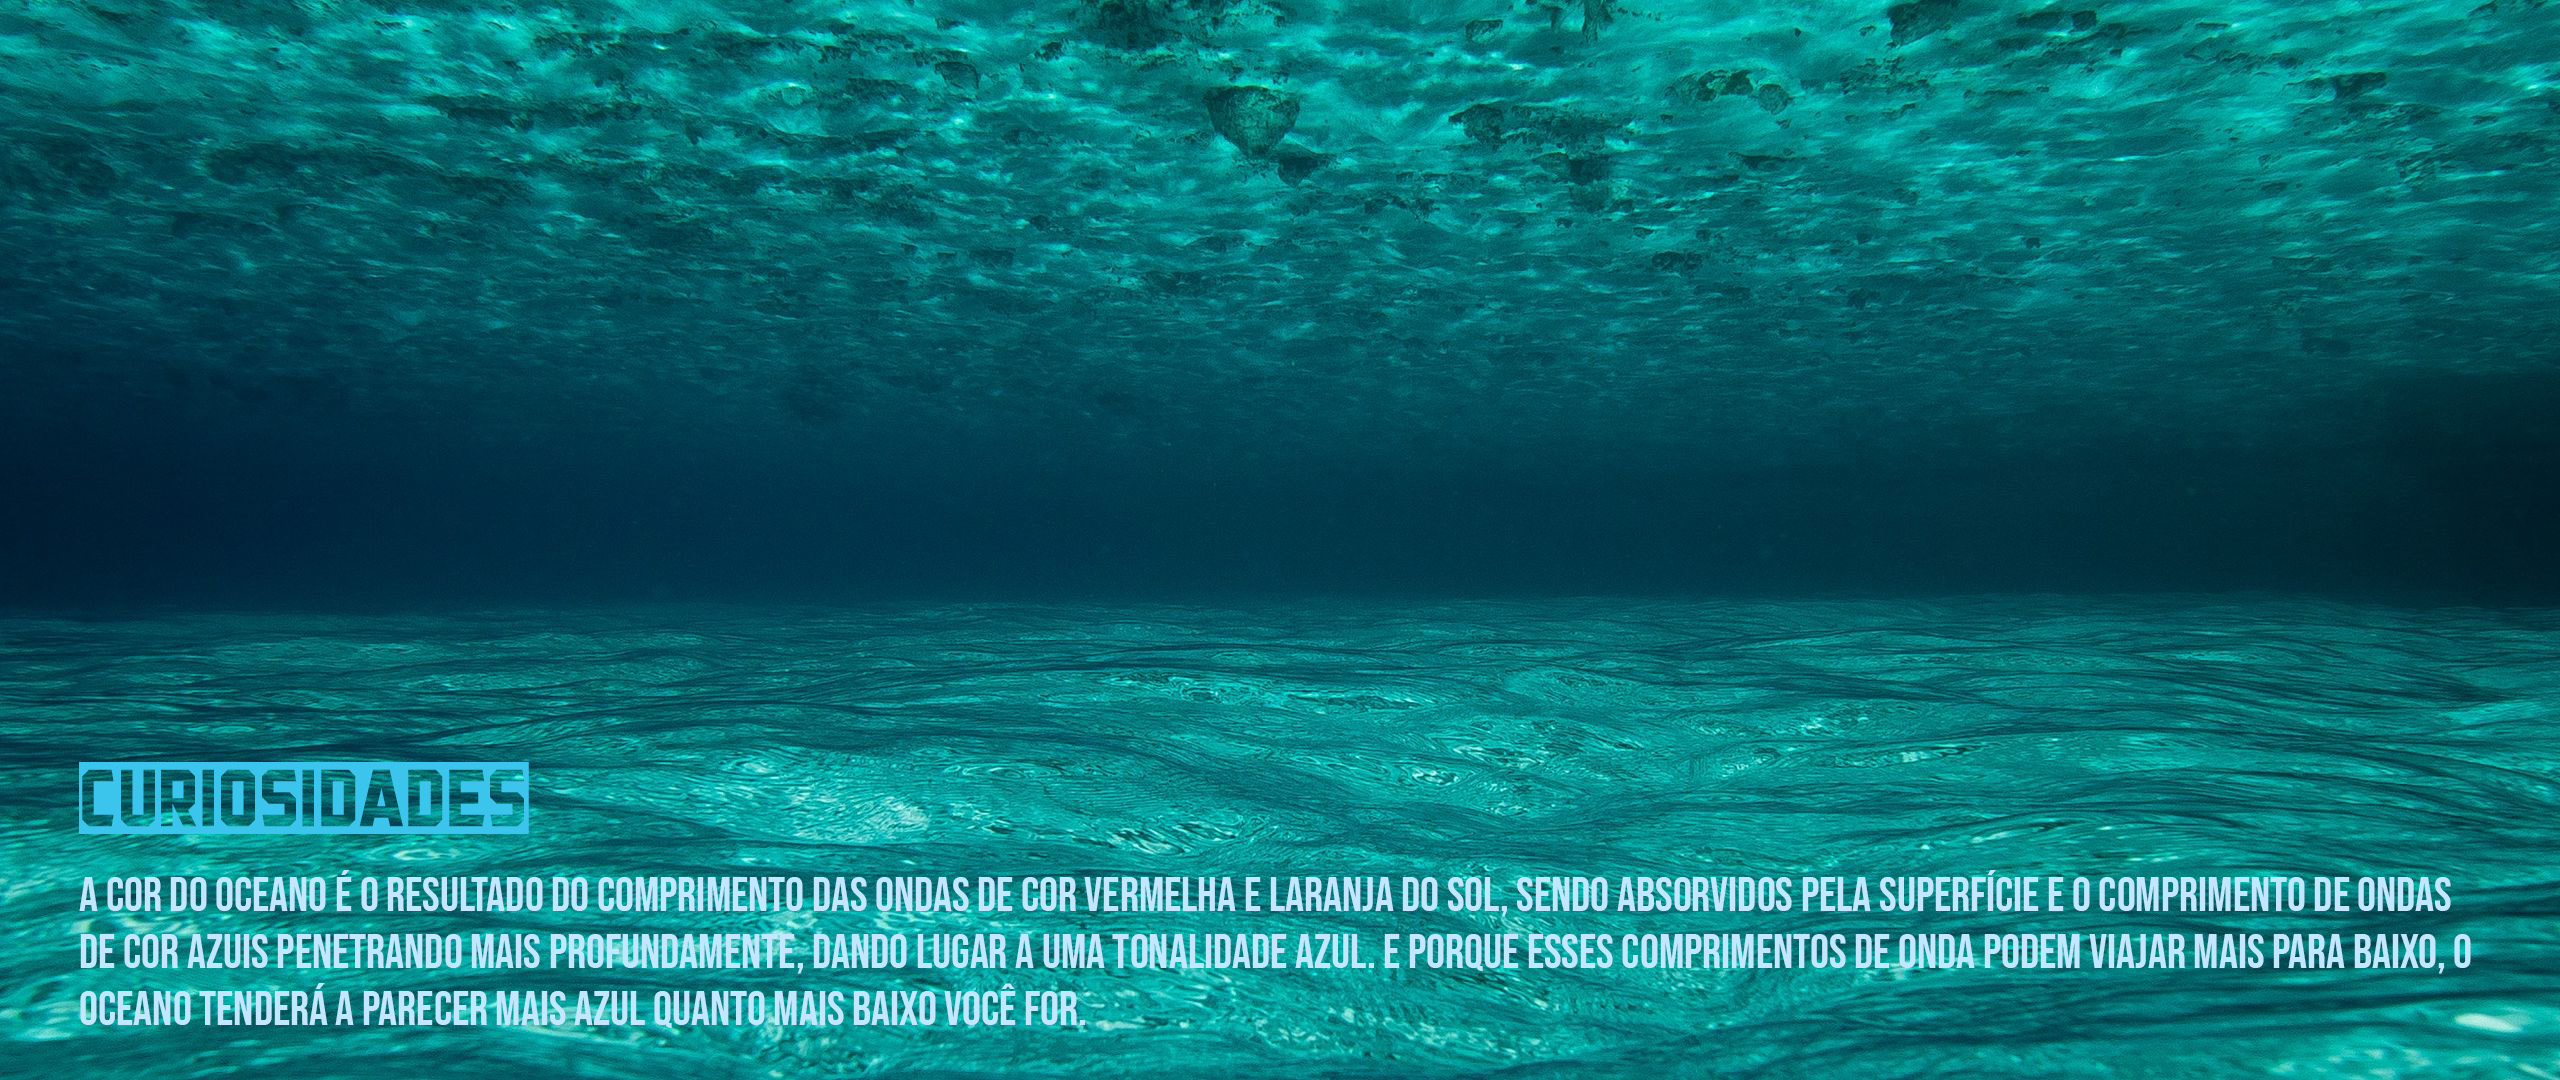 CURIOSIDADES
A COR DO OCEANO É O RESULTADO DO COMPRIMENTO DAS ONDAS DE COR VERMELHA E LARANJA DO SOL, SENDO ABSORVIDOS PELA SUPERFÍCIE E O COMPRIMENTO DE ONDAS
DE COR AZUIS PENETRANDO MAIS PROFUNDAMENTE, DANDO LUGAR A UMA TONALIDADE AZUL. E PORQUE ESSES COMPRIMENTOS DE ONDA PODEM VIAJAR MAIS PARA BAIXO, O
OCEANO TENDERÁ A PARECER MAIS AZUL QUANTO MAIS BAIXO VOCÊ FOR.